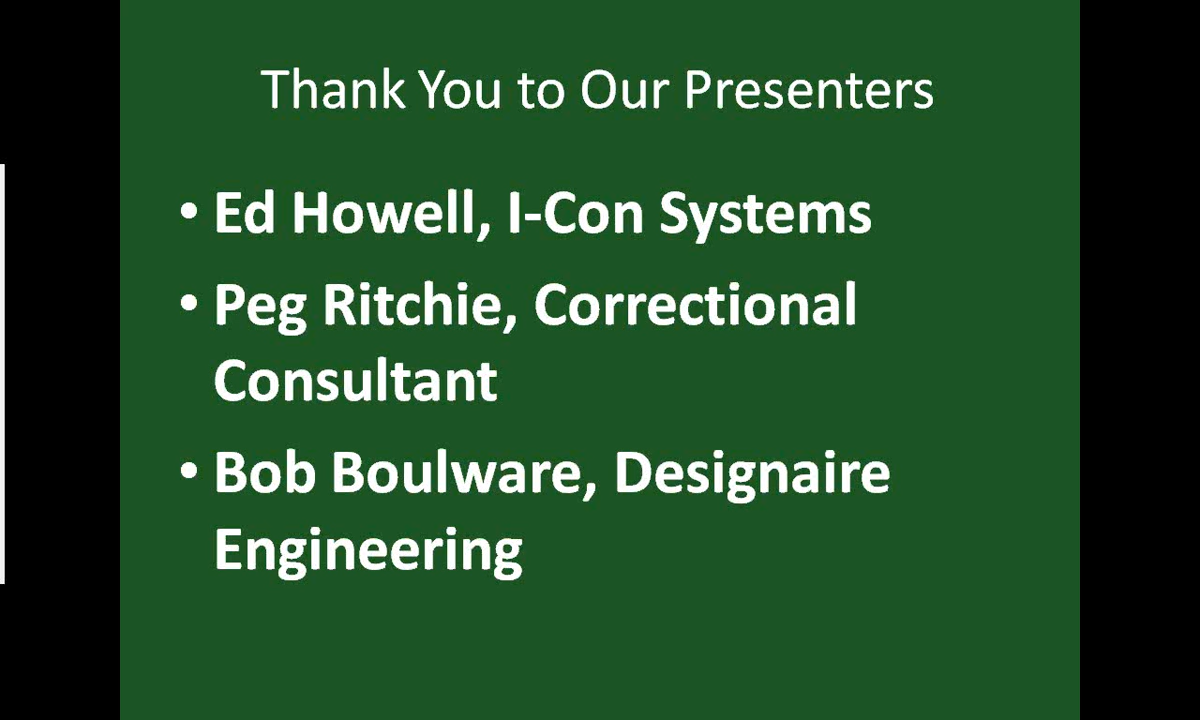 Thank You to Our Presenters
• Ed Howell, I-Con Systems
• Peg Ritchie, Correctional
Consultant
• Bob Boulware, Designaire
Engineering